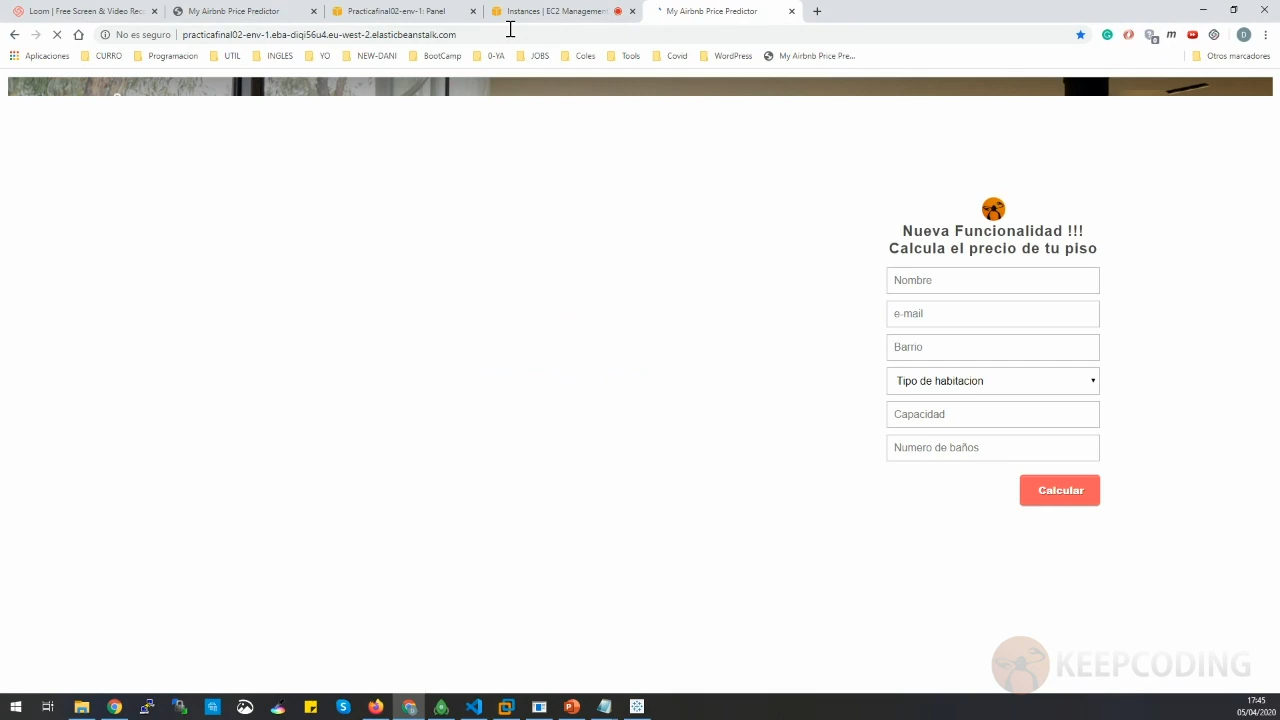 Loom | Free Screen & Video Rec
My Airbnb Price Predictor
Practicafinal02-env-1: Panel
Instances | EC2 Management
My Airbnb Price Predictor
No es seguro
practicafinal02-env-1.eba-diqi56u4.eu-west-2.elasticbeanstalk.com
Aplicaciones
CURRO
Programacion
UTIL
INGLES
YO
NEW-DANI
BootCamp
0-YA
JOBS
Coles
Tools
Covid
WordPress
My Airbnb Price Pre...
Otros marcadores
Nueva Funcionalidad !!!
Calcula el precio de tu piso
Nombre
e-mail
Barrio
Tipo de habitacion
Capacidad
Numero de baños
Calcular
KEEPCODING
17:45
05/04/2020